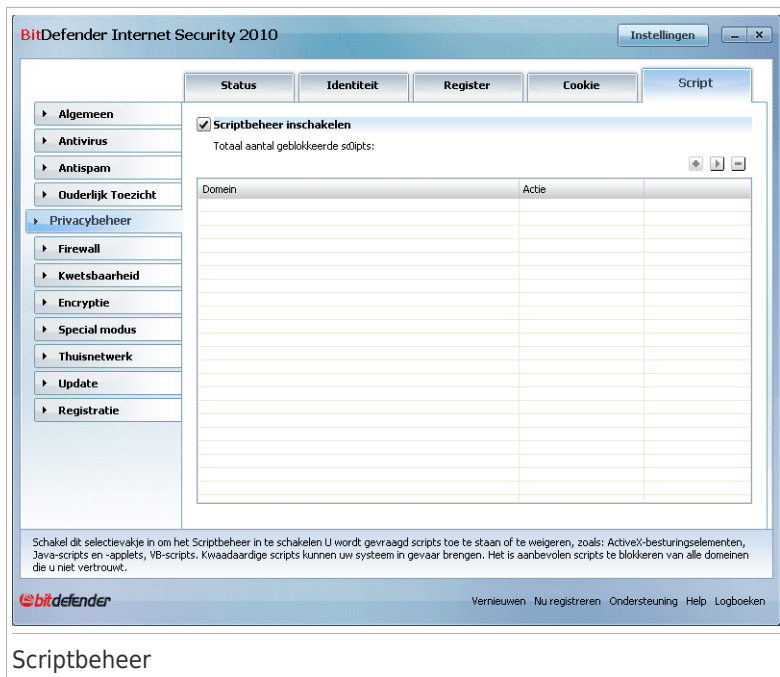 BitDefender Internet Security 2010
Instellingen
Status
Identiteit
Register
Cookie
Script
Algemeen
Antivirus
Antispam
Ouderlijk Toezicht
Privacybeheer
Firewall
Kwetsbaarheid
Encryptie
Special modus
Thuisnetwerk
Update
Registratie
Scriptbeheer inschakelen
Totaal aantal geblokkeerde sc0ipts:
Domein
Actie
Schakel dit selectievakje in om het Scriptbeheer in te schakelen U wordt gevraagd scripts toe te staan of te weigeren, zoals: ActiveX-besturingselementen,
Java-scripts en -applets, VB-scripts. Kwaadaardige scripts kunnen uw systeem in gevaar brengen. Het is aanbevolen scripts te blokkeren van alle domeinen
die u niet vertrouwt.
bitdefender
Vernieuwen Nu registreren Ondersteuning Help Logboeken
Scriptbeheer